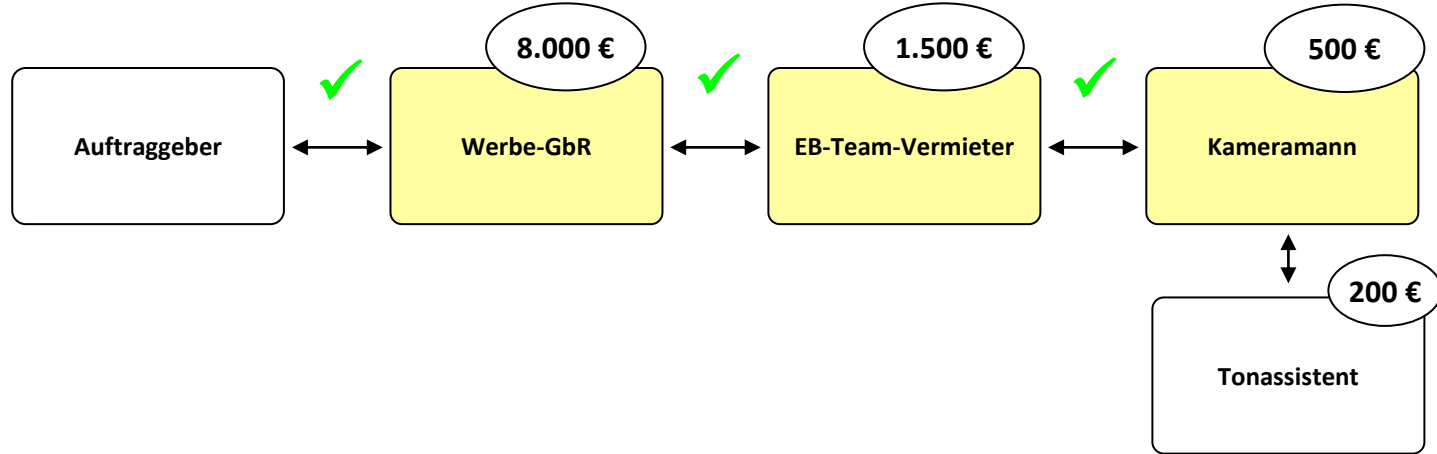 8.000 €
1.500 €
500 €
Auftraggeber
Werbe-GbR
EB-Team-Vermieter
Kameramann
200 €
Tonassistent